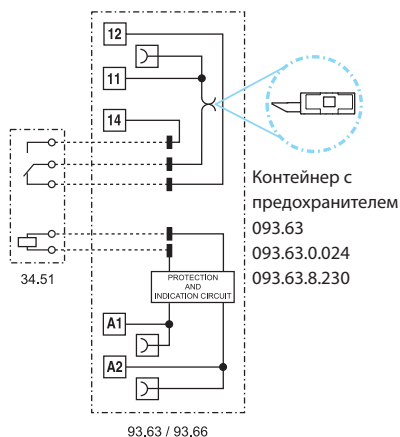 12
11
14
34.51
Контейнер с
предохранителем
093.63
093.63.0.024
093.63.8.230
PROTECTION
AND
INDICATION CIRCUIT
A1
A2
93.63 / 93.66